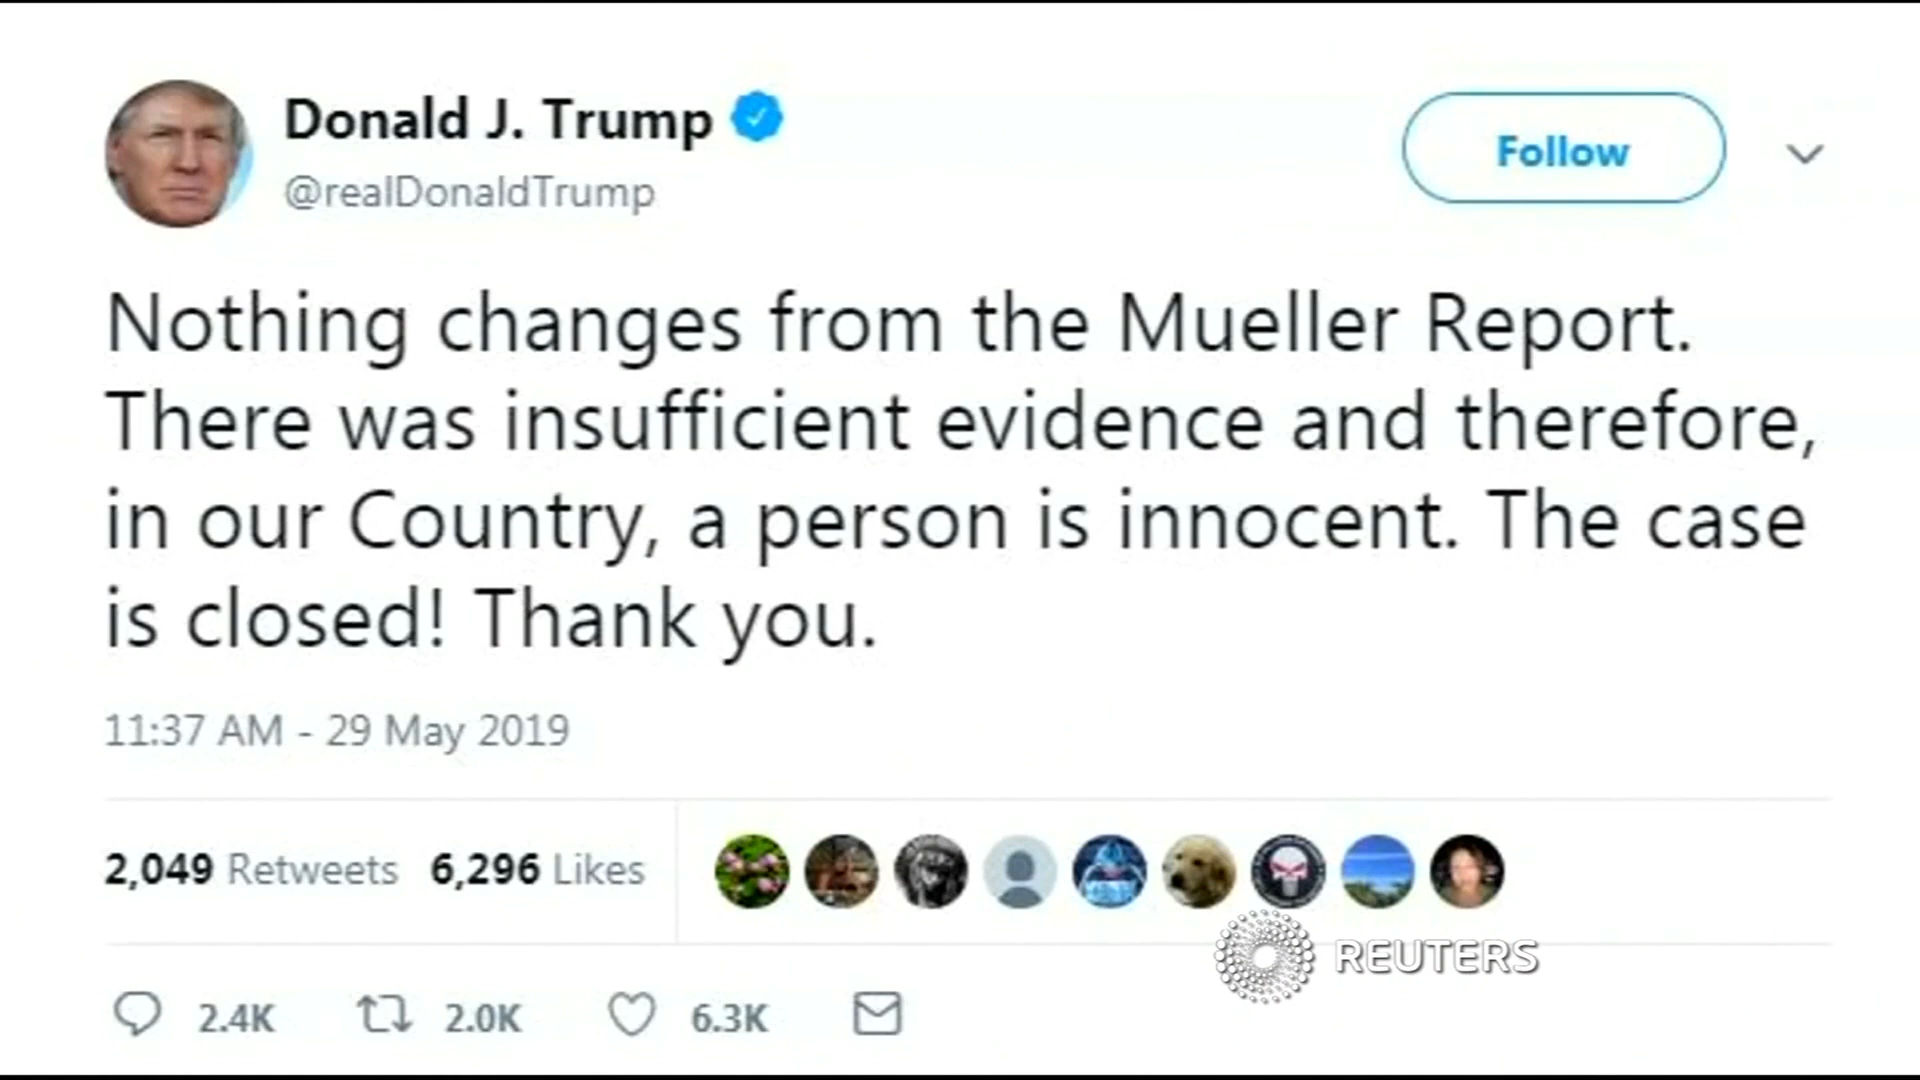 Donald J. Trump
@realDonaldTrump
Follow
Nothing changes from the Mueller Report.
There was insufficient evidence and therefore,
in our Country, a person is innocent. The case
is closed! Thank you.
11:37 AM - 29 May 2019
2,049 Retweets 6,296 Likes
REUTERS
2.4K 2.0K 6.3K